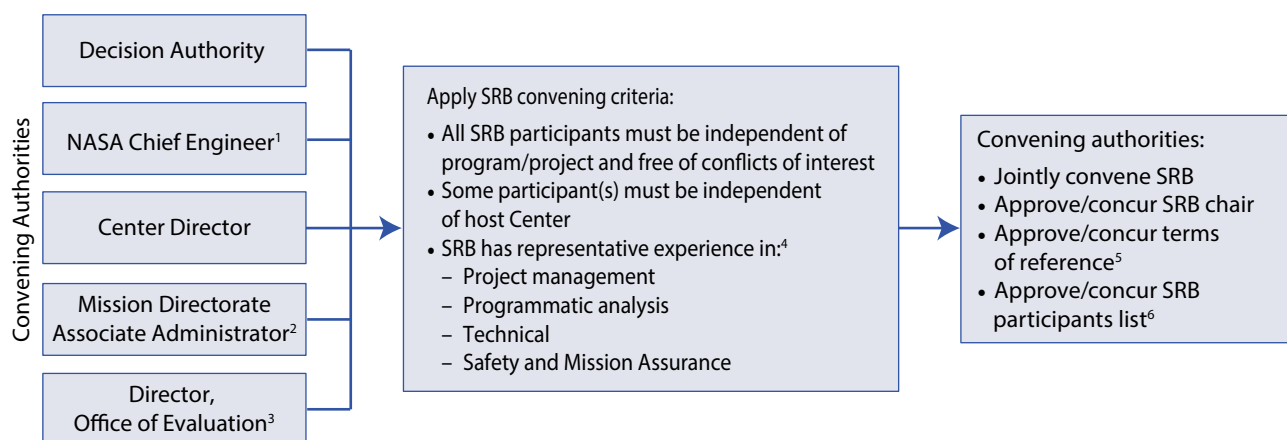 Convening Authorities
Decision Authority
NASA Chief Engineer¹
Center Director
Mission Directorate
Associate Administrator²
Director,
Office of Evaluation³
Apply SRB convening criteria:
• All SRB participants must be independent of
program/project and free of conflicts of interest
• Some participant(s) must be independent
of host Center
• SRB has representative experience in:⁴
– Project management
– Programmatic analysis
– Technical
– Safety and Mission Assurance
Convening authorities:
• Jointly convene SRB
• Approve/concur SRB chair
• Approve/concur terms
of reference⁵
• Approve/concur SRB
participants list⁶